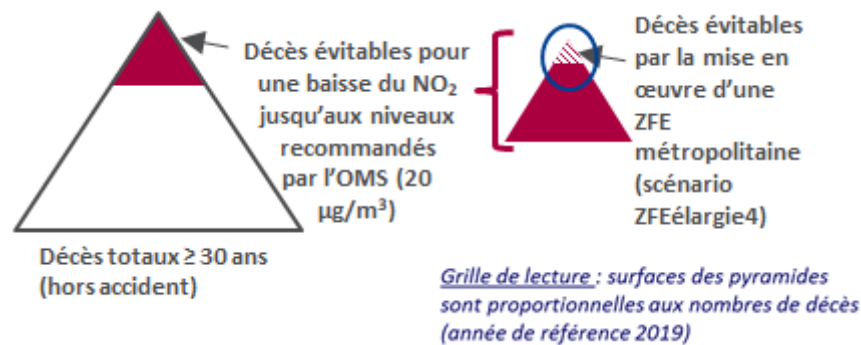 Décès évitables pour
une baisse du NO₂
jusqu'aux niveaux
recommandés
par l'OMS (20
µg/m³)
Décès évitables
par la mise en
œuvre d'une
ZFE
métropolitaine
(scénario
ZFEélargie4)
Décès totaux ≥ 30 ans
(hors accident)
Grille de lecture : surfaces des pyramides
sont proportionnelles aux nombres de décès
(année de référence 2019)